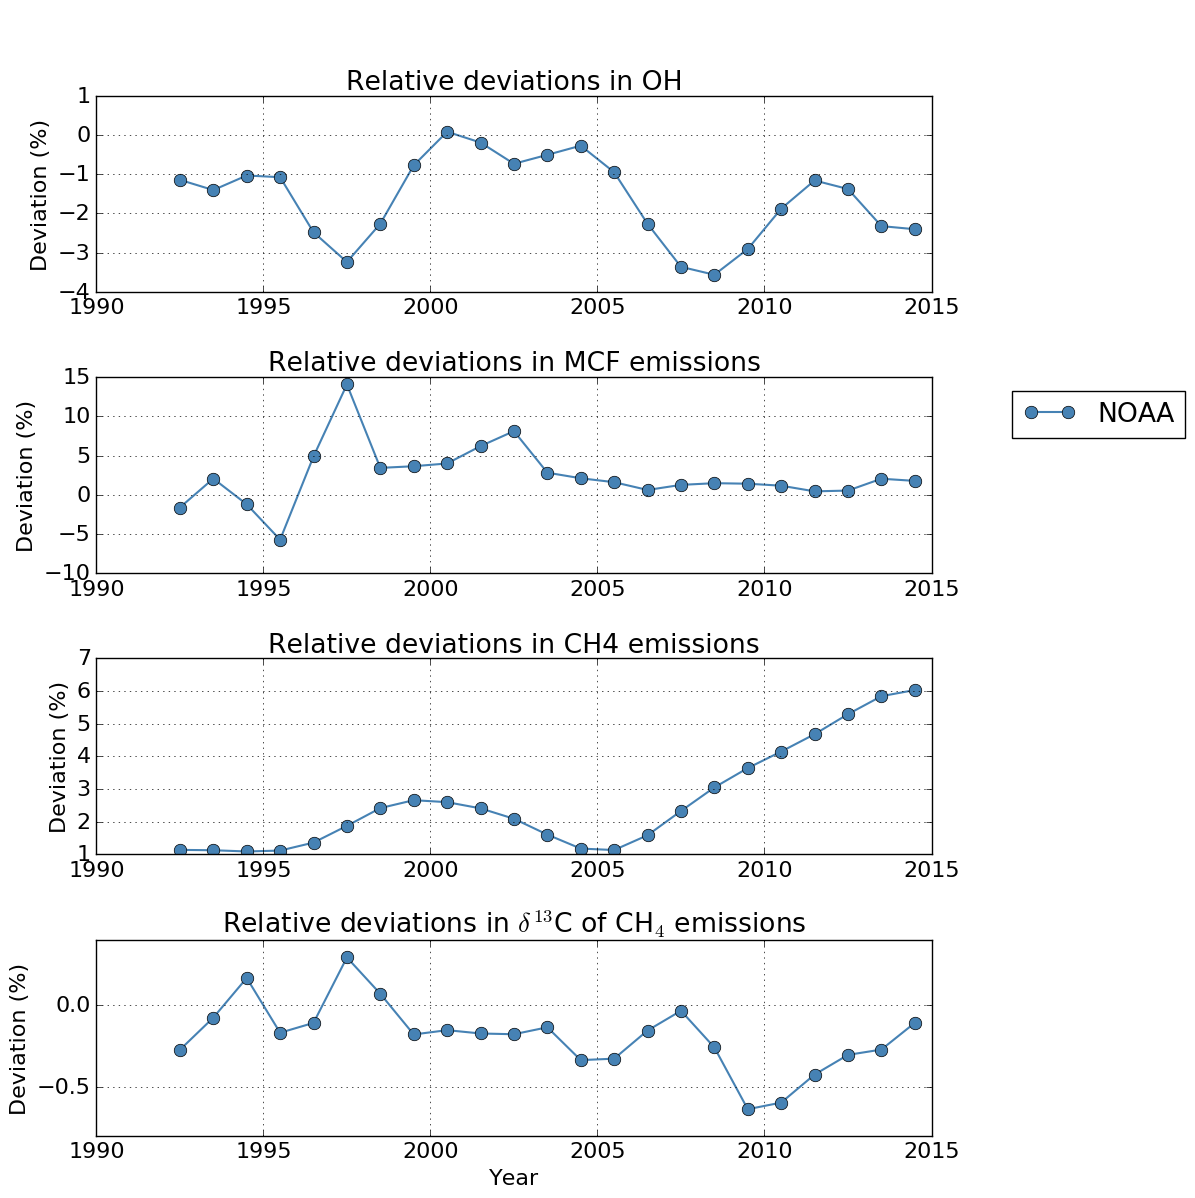 Relative deviations in OH
1
0
−1
−2
−3
−4
Deviation (%)
1990 1995 2000 2005 2010 2015
Relative deviations in MCF emissions
15
10
5
0
−5
−10
Deviation (%)
1990 1995 2000 2005 2010 2015
NOAA
Relative deviations in CH4 emissions
7
6
5
4
3
2
1
Deviation (%)
1990 1995 2000 2005 2010 2015
Relative deviations in δ¹³C of CH₄ emissions
0.0
−0.5
Deviation (%)
1990 1995 2000 2005 2010 2015
Year